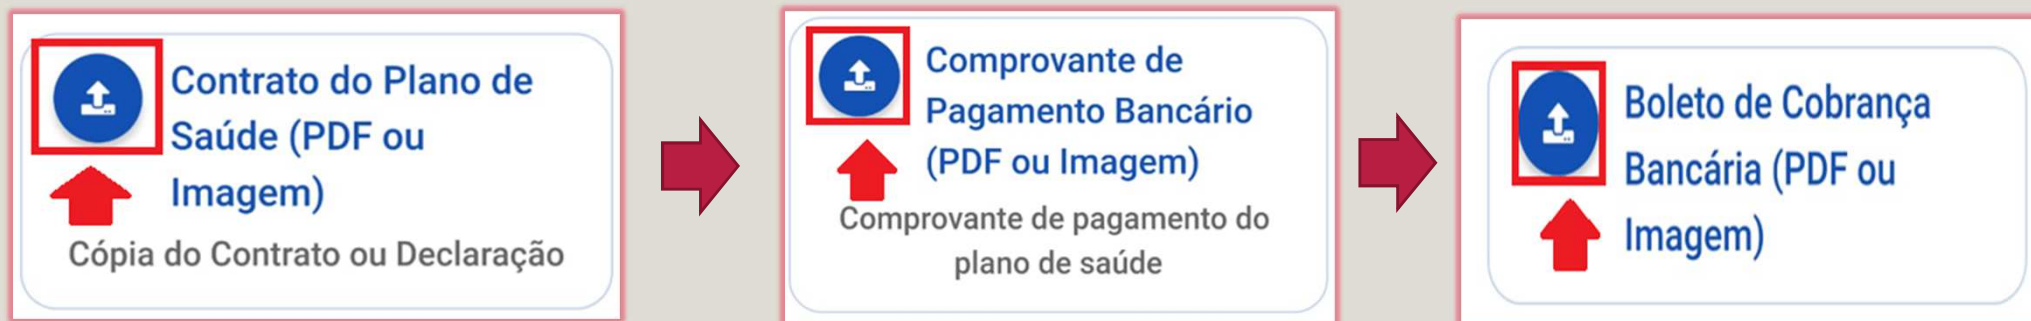 Contrato do Plano de
Saúde (PDF ou
Imagem)
Cópia do Contrato ou Declaração
Comprovante de
Pagamento Bancário
(PDF ou Imagem)
Comprovante de pagamento do
plano de saúde
Boleto de Cobrança
Bancária (PDF ou
Imagem)